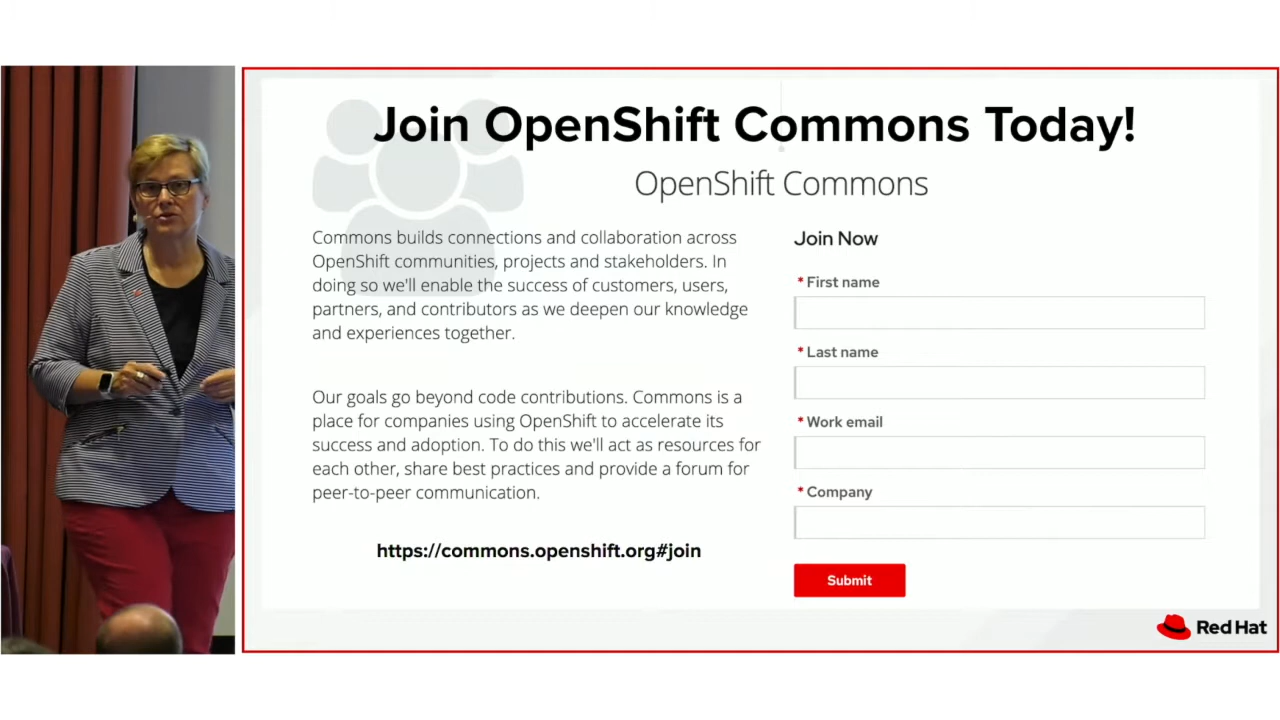 Join OpenShift Commons Today!
OpenShift Commons
Commons builds connections and collaboration across
OpenShift communities, projects and stakeholders. In
doing so we'll enable the success of customers, users,
partners, and contributors as we deepen our knowledge
and experiences together.
Our goals go beyond code contributions. Commons is a
place for companies using OpenShift to accelerate its
success and adoption. To do this we'll act as resources for
each other, share best practices and provide a forum for
peer-to-peer communication.
https://commons.openshift.org#join
Join Now
* First name
* Last name
* Work email
* Company
Submit
Red Hat